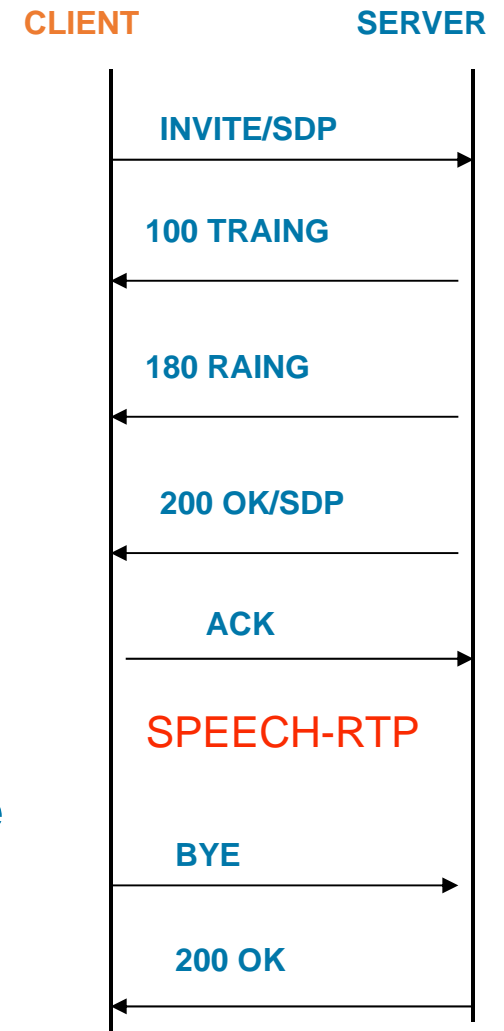 CLIENT SERVER
INVITE/SDP
100 TRAING
180 RAING
200 OK/SDP
ACK
SPEECH-RTP
e
BYE
200 OK